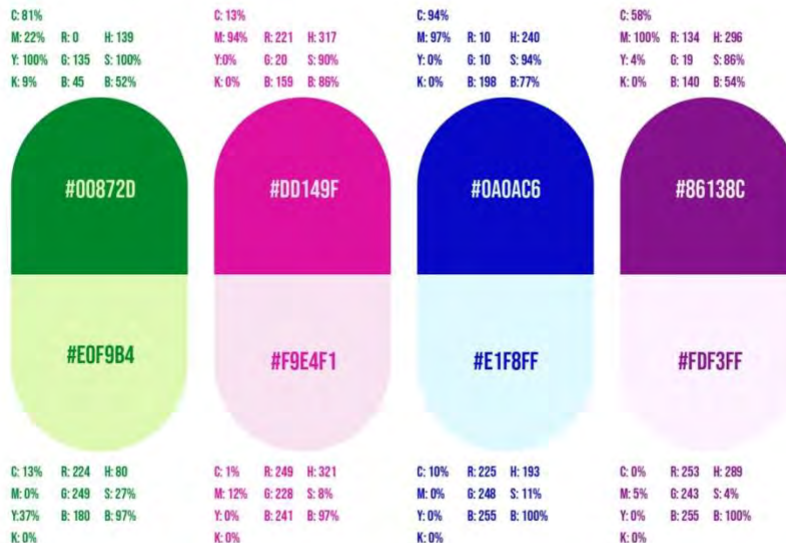 C: 81%
M: 22% R: 0 H: 139
Y: 100% G: 135 S: 100%
K: 9% B: 45 B: 52%
#00872D
#E0F9B4
C: 13% R: 224 H: 80
M: 0% G: 249 S: 27%
Y:37% B: 180 B: 97%
K: 0%
C: 13%
M: 94% R: 221 H: 317
Y:0% G: 20 S: 90%
K: 0% B: 159 B: 86%
#DD149F
#F9E4F1
C: 1% R: 249 H: 321
M: 12% G: 228 S: 8%
Y: 0% B: 241 B: 97%
K: 0%
C: 94%
M: 97% R: 10 H: 240
Y: 0% G: 10 S: 94%
K: 0% B: 198 B:77%
#0A0AC6
#E1F8FF
C: 10% R: 225 H: 193
M: 0% G: 248 S: 11%
Y: 0% B: 255 B: 100%
K: 0%
C: 58%
M: 100% R: 134 H: 296
Y: 4% G: 19 S: 86%
K: 0% B: 140 B: 54%
#86138C
#FDF3FF
C: 0% R: 253 H: 289
M: 5% G: 243 S: 4%
Y: 0% B: 255 B: 100%
K: 0%